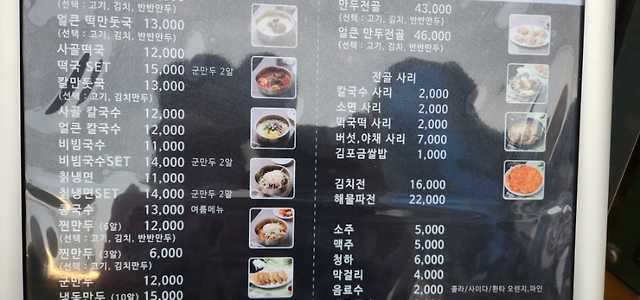 (선택 : 고기, 김치, 반반만두)
얼큰 떡만둣국 13,000
(선택 : 고기, 김치, 반반만두)
사골떡국 12,000
떡국 SET 15,000 군만두 2알
칼만둣국 13,000
(선택 : 고기, 김치만두)
사골 칼국수 12,000
얼큰 칼국수 12,000
비빔국수 11,000
비빔국수SET 14,000 군만두 2알
칡냉면 11,000
칡냉면SET 14,000 군만두 2알
콩국수 13,000 여름메뉴
찐만두 (6알) 12,000
(선택 : 고기, 김치, 반반만두)
찐만두 (3알) 6,000
(선택 : 고기, 김치만두)
군만두 12,000
냉동만두 (10알) 15,000
만두전골 43,000
(선택 : 고기, 김치, 반반만두)
얼큰 만두전골 46,000
(선택 : 고기, 김치, 반반만두)
전골 사리
칼국수 사리 2,000
소면 사리 2,000
떡국떡 사리 2,000
버섯,야채 사리 7,000
김포금쌀밥 1,000
김치전 16,000
해물파전 22,000
소주 5,000
맥주 5,000
청하 6,000
막걸리 4,000
음료수 2,000 콜라/사이다/환타 오렌지,파인